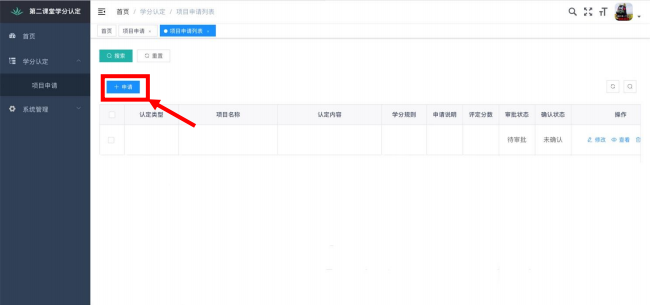 第二课堂学分认定
首页 / 学分认定 / 项目申请列表
首页
学分认定
项目申请
系统管理
首页 项目申请 × ● 项目申请列表 ×
搜索 重置
+ 申请
认定类型 项目名称 认定内容 学分规则 申请说明 评定分数 审批状态 确认状态 操作
待审批 未确认 修改 查看